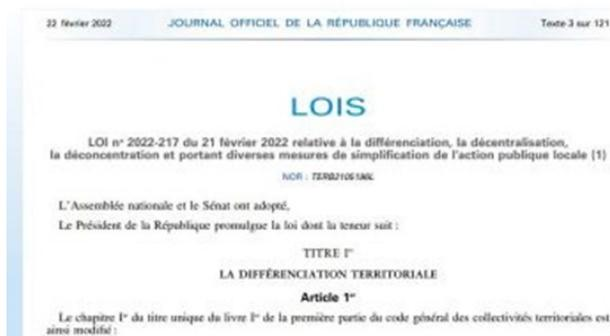 22 février 2022 JOURNAL OFFICIEL DE LA RÉPUBLIQUE FRANÇAISE Texte 3 sur 121
LOIS
LOI nº 2022-217 du 21 février 2022 relative à la différenciation, la décentralisation,
la déconcentration et portant diverses mesures de simplification de l'action publique locale (1)
NOR : TERB2105196L
L'Assemblée nationale et le Sénat ont adopté,
Le Président de la République promulgue la loi dont la teneur suit :
TITRE Iᵉʳ
LA DIFFÉRENCIATION TERRITORIALE
Article 1ᵉʳ
Le chapitre Iᵉʳ du titre unique du livre Iᵉʳ de la première partie du code général des collectivités territoriales est
ainsi modifié :